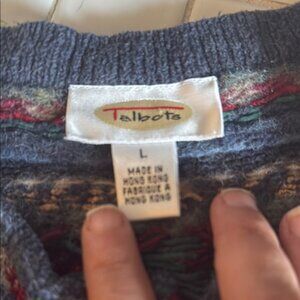 Talbots
L
MADE IN
HONG KONG
FABRIQUE A
HONG KONG